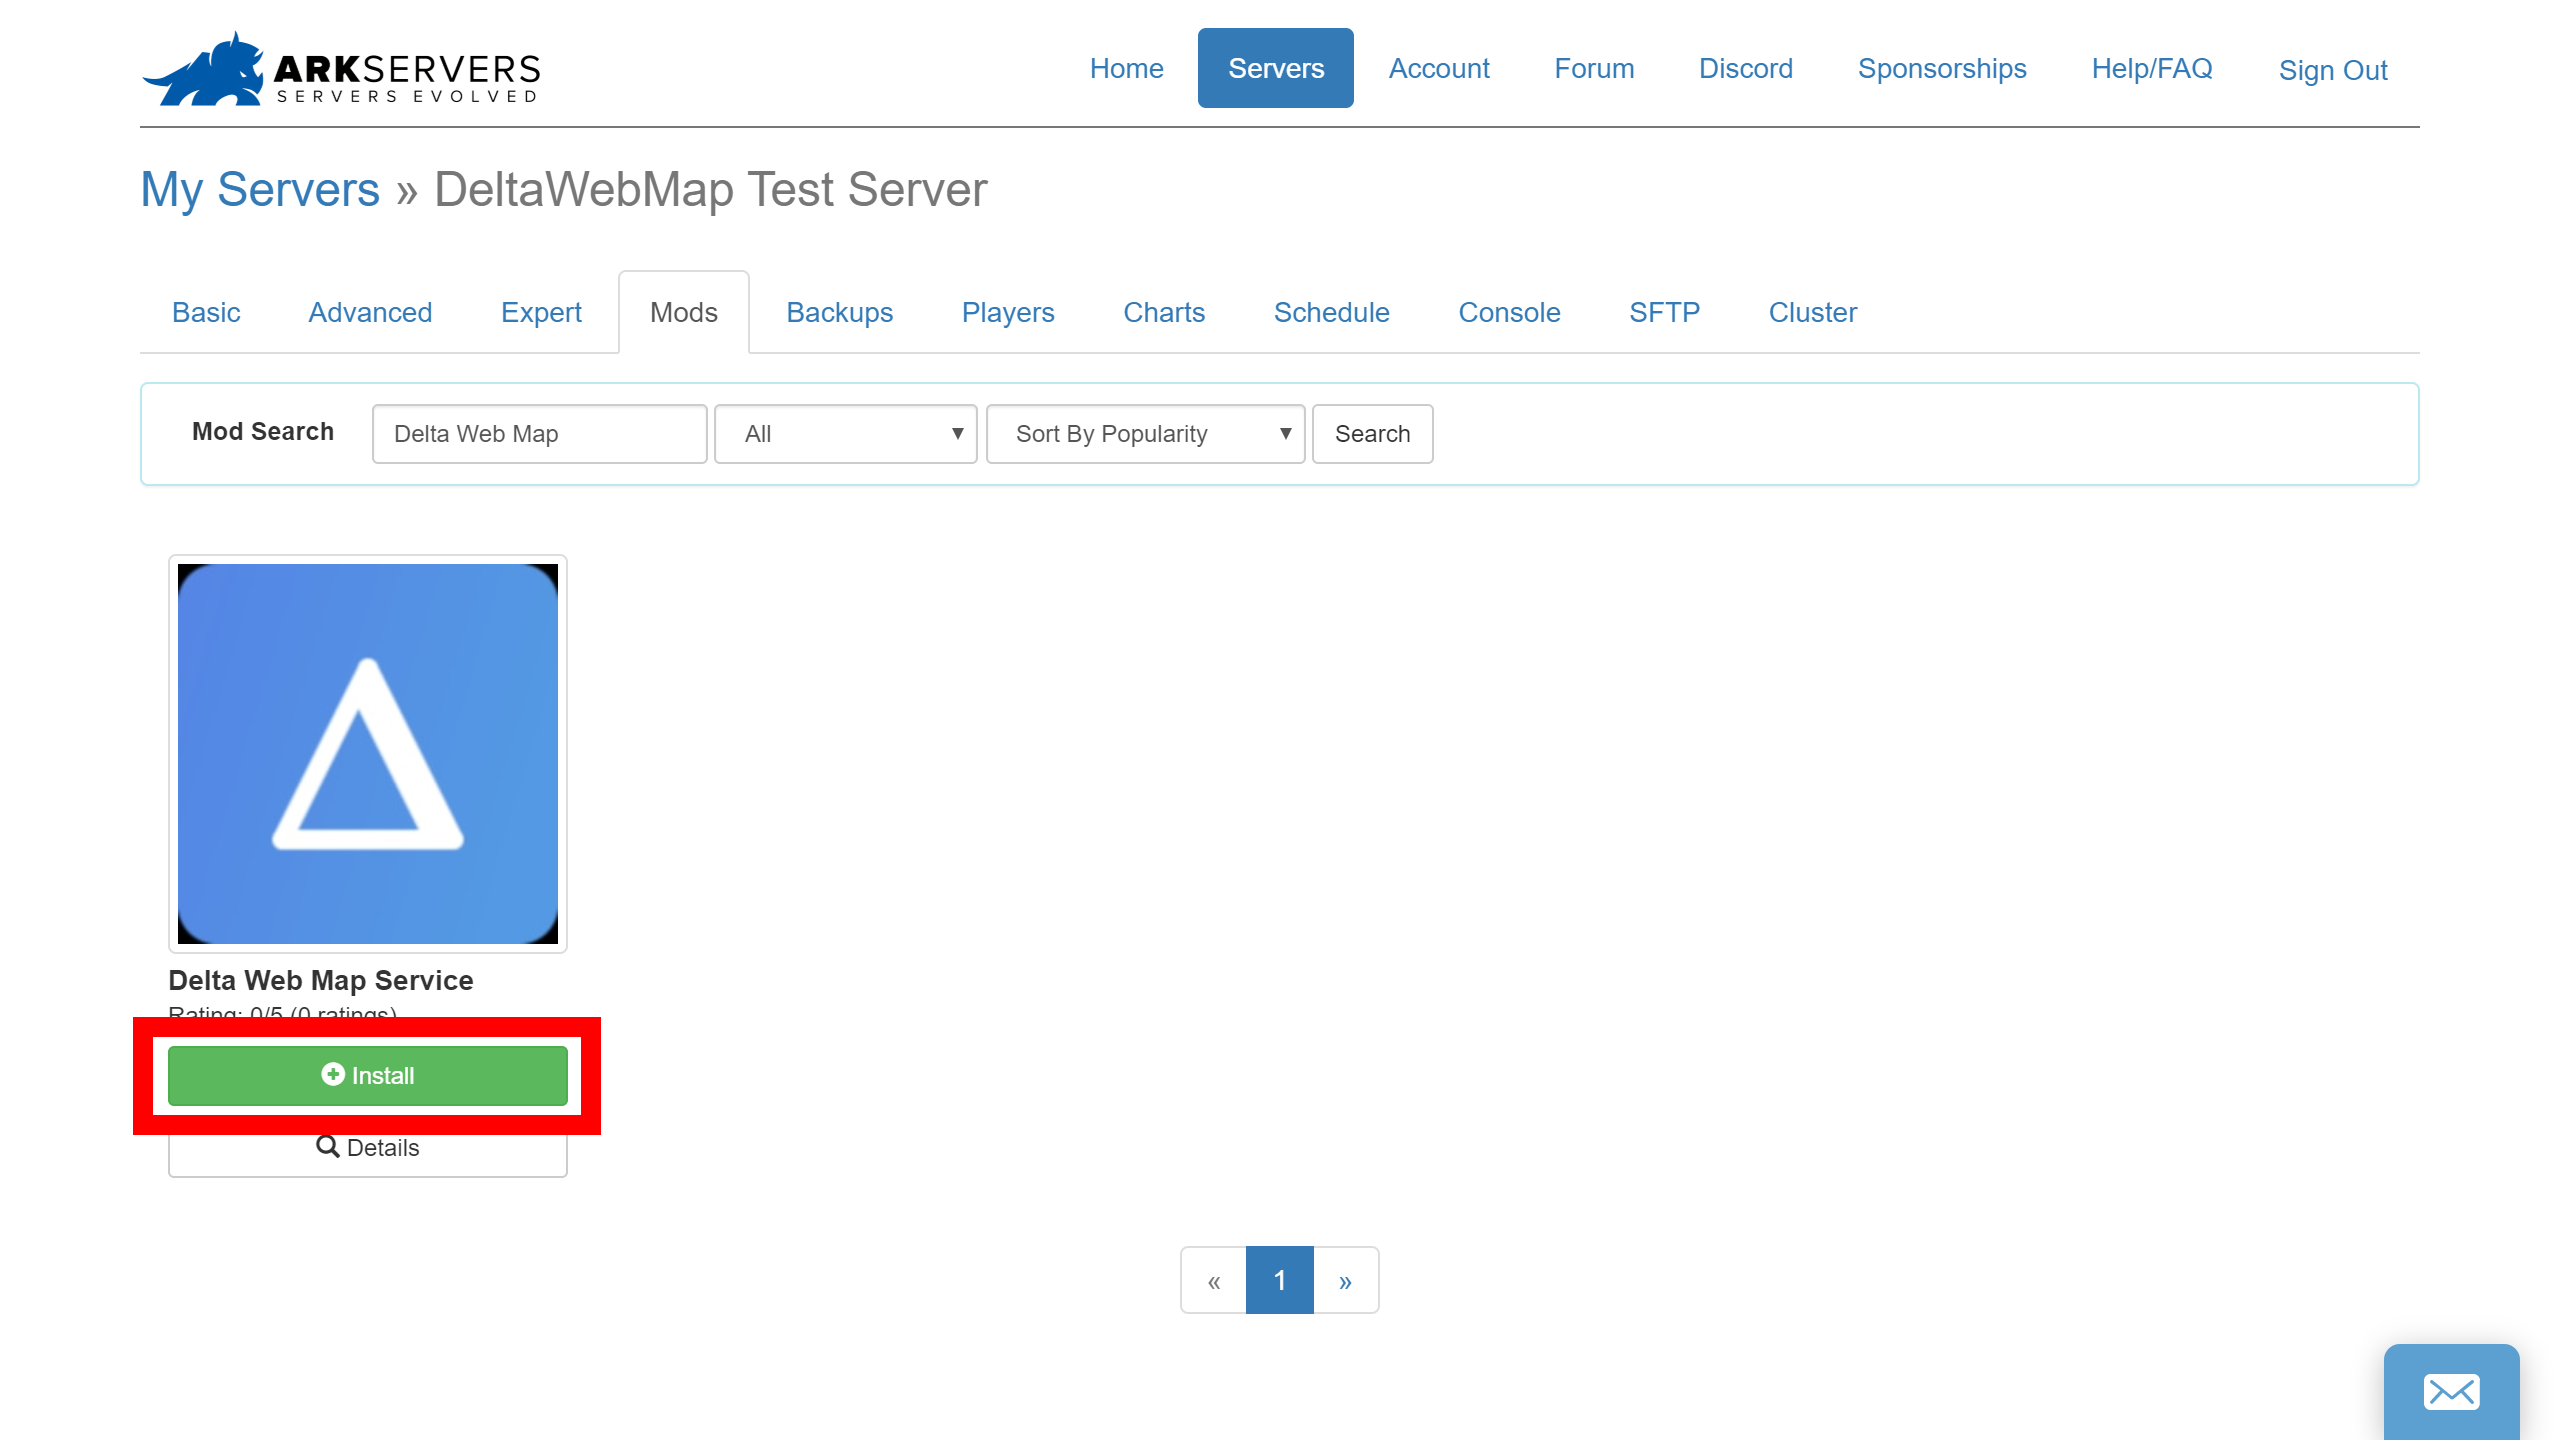 ARKSERVERS
SERVERS EVOLVED
Home Servers Account Forum Discord Sponsorships Help/FAQ Sign Out
My Servers » DeltaWebMap Test Server
Basic Advanced Expert Mods Backups Players Charts Schedule Console SFTP Cluster
Mod Search Delta Web Map All Sort By Popularity Search
Delta Web Map Service
Rating: 0/5 (0 ratings)
Install
Details
« 1 »